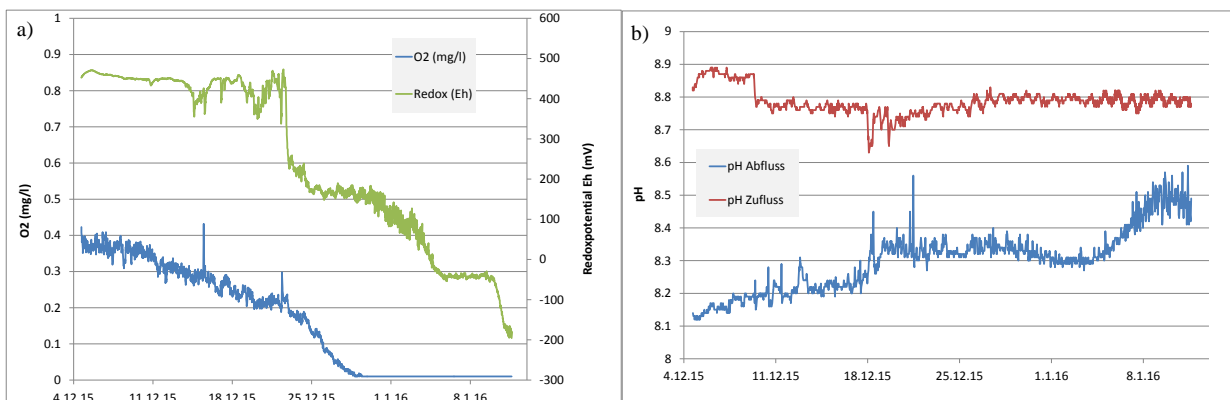 a)
1
0.9
0.8
0.7
0.6
0.5
0.4
0.3
0.2
0.1
0
O2 (mg/l)
O2 (mg/l)
Redox (Eh)
600
500
400
300
200
100
0
-100
-200
-300
Redoxpotential Eh (mV)
4.12.15 11.12.15 18.12.15 25.12.15 1.1.16 8.1.16
b)
9
8.9
8.8
8.7
8.6
8.5
8.4
8.3
8.2
8.1
8
pH
pH Abfluss
pH Zufluss
4.12.15 11.12.15 18.12.15 25.12.15 1.1.16 8.1.16